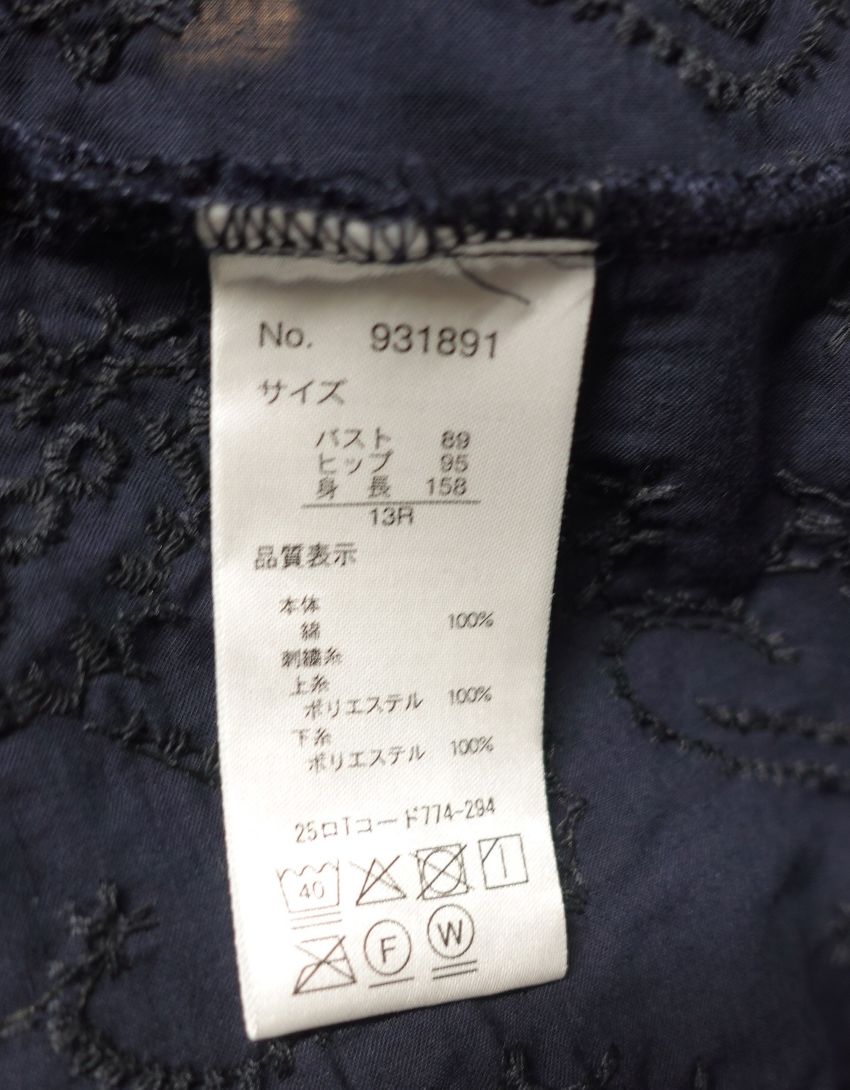 No. 931891
サイズ
バスト 89
ヒップ 95
身 長 158
13R
品質表示
本体
綿 100%
刺繍糸
上糸
ポリエステル 100%
下糸
ポリエステル 100%
25ロTコード774-294
40
F W